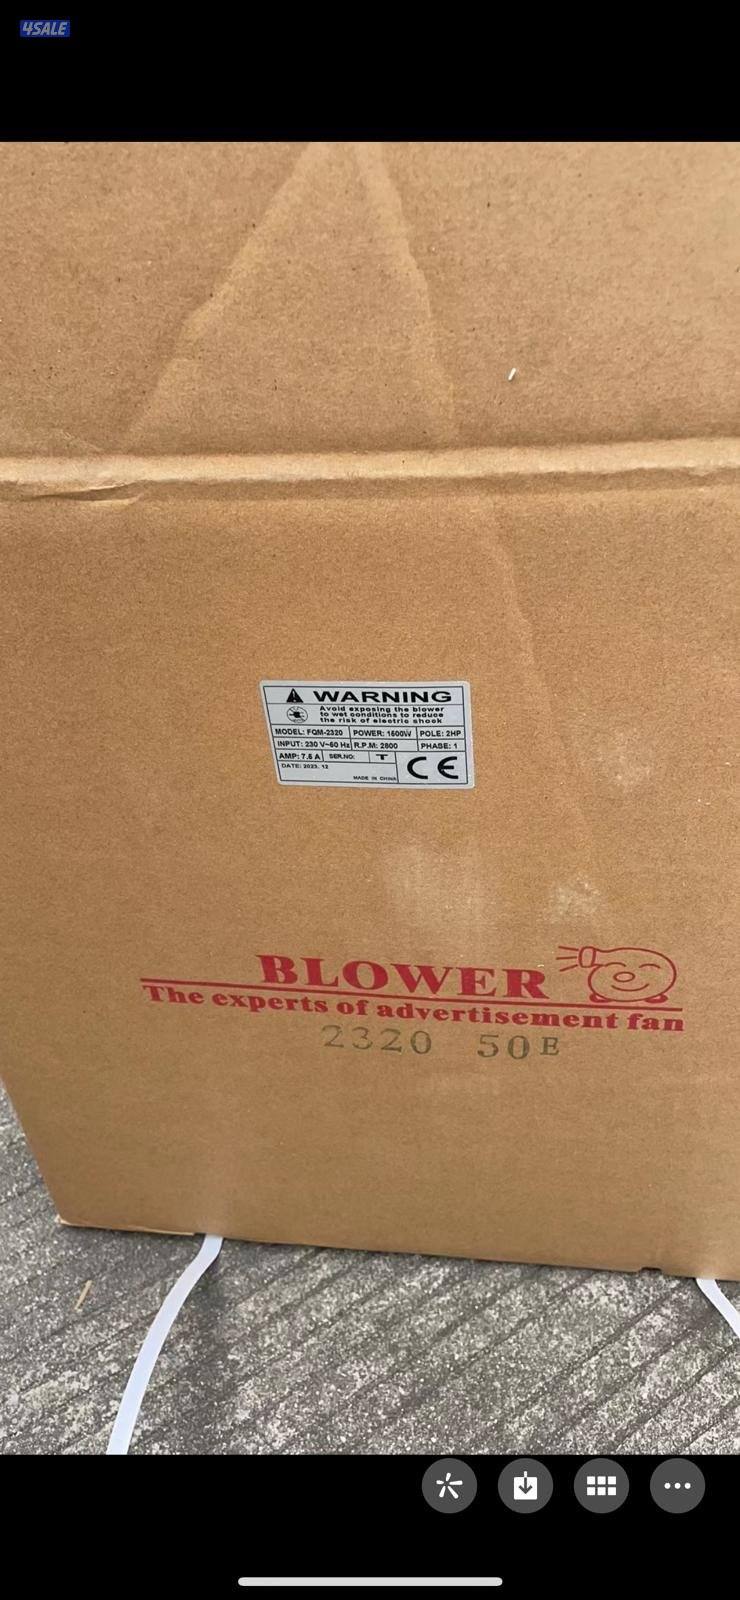 4SALE
WARNING
Avoid exposing the blower
to wet conditions to reduce
the risk of electric shock
MODEL: FQM-2320 POWER: 1500W POLE: 2HP
INPUT: 230 V~50 Hz R.P.M: 2800 PHASE: 1
AMP: 7.5 A SER.NO: T
DATE: 2023. 12
MADE IN CHINA
CE
BLOWER
The experts of advertisement fan
2320 50E